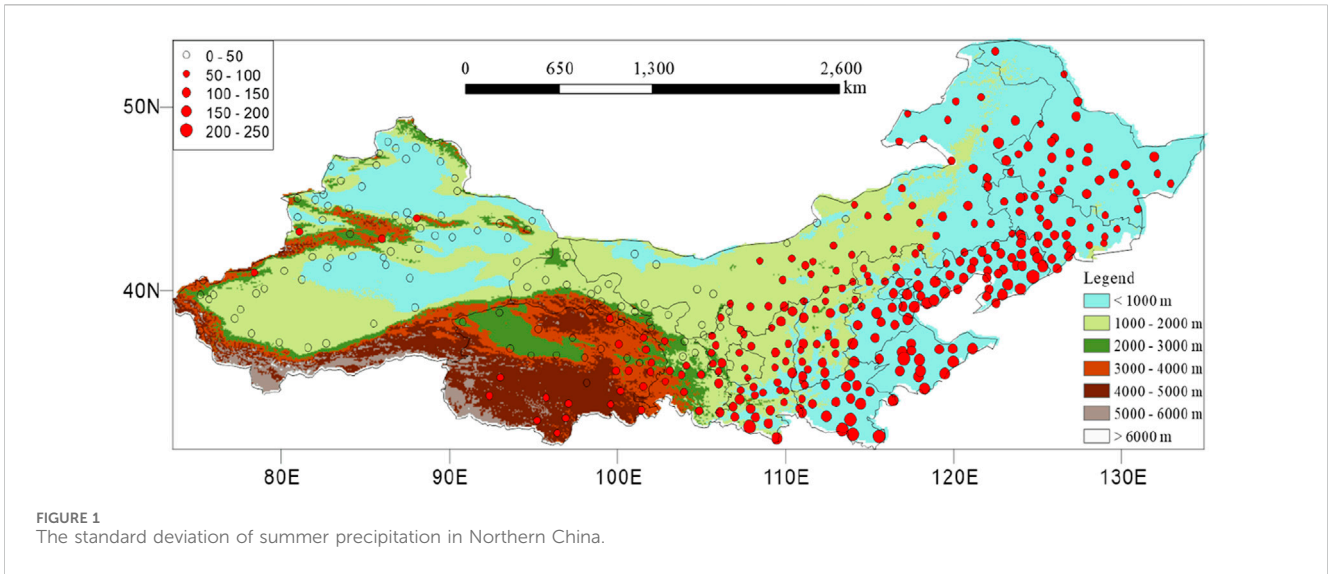 0 - 50
50 - 100
100 - 150
150 - 200
200 - 250
0 650 1,300 2,600
km
50N
40N
Legend
< 1000 m
1000 - 2000 m
2000 - 3000 m
3000 - 4000 m
4000 - 5000 m
5000 - 6000 m
> 6000 m
80E 90E 100E 110E 120E 130E
FIGURE 1
The standard deviation of summer precipitation in Northern China.